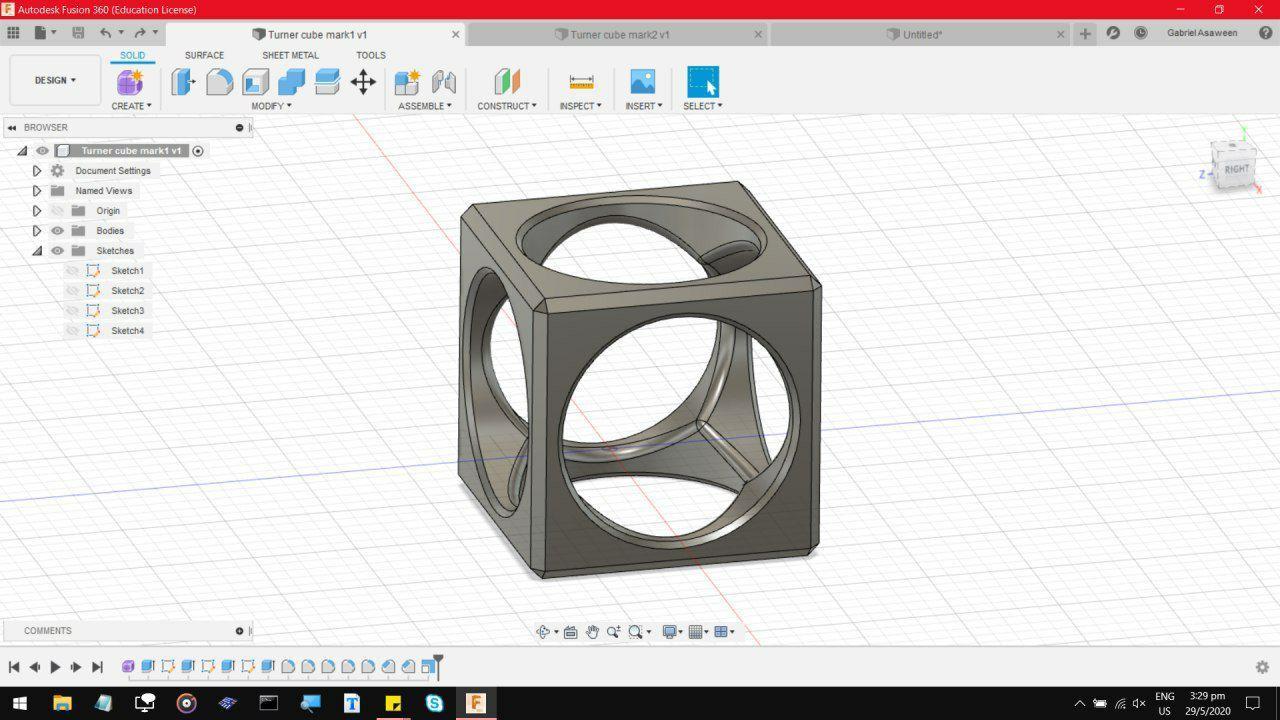 Autodesk Fusion 360 (Education License)
Turner cube mark1 v1
Turner cube mark2 v1
Untitled*
Gabriel Asaween
DESIGN
SOLID
SURFACE
SHEET METAL
TOOLS
CREATE
MODIFY
ASSEMBLE
CONSTRUCT
INSPECT
INSERT
SELECT
BROWSER
Turner cube mark1 v1
Document Settings
Named Views
Origin
Bodies
Sketches
Sketch1
Sketch2
Sketch3
Sketch4
Y
Z
RIGHT
X
COMMENTS
ENG
US
3:29 pm
29/5/2020